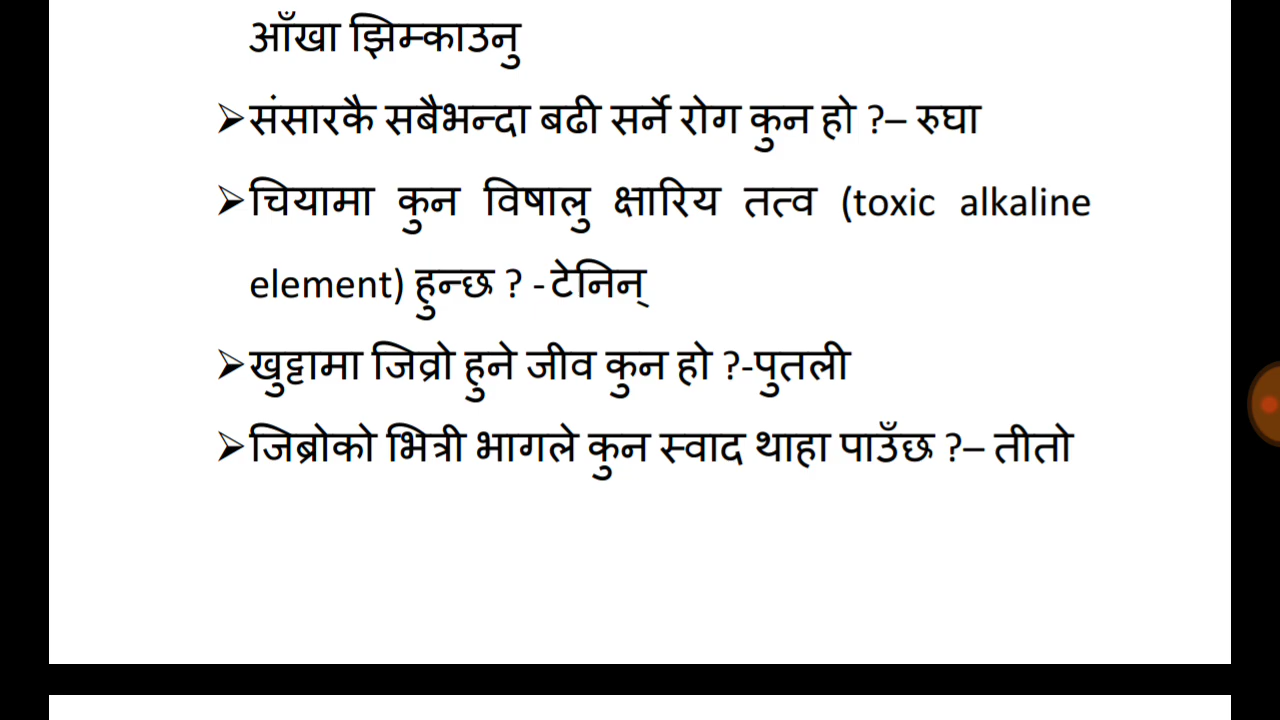 आँखा झिम्काउनु
➢संसारकै सबैभन्दा बढी सर्ने रोग कुन हो ?– रुघा
➢चियामा कुन विषालु क्षारिय तत्व (toxic alkaline
element) हुन्छ ? -टेनिन्
➢खुट्टामा जिव्रो हुने जीव कुन हो ?-पुतली
➢जिब्रोको भित्री भागले कुन स्वाद थाहा पाउँछ ?– तीतो